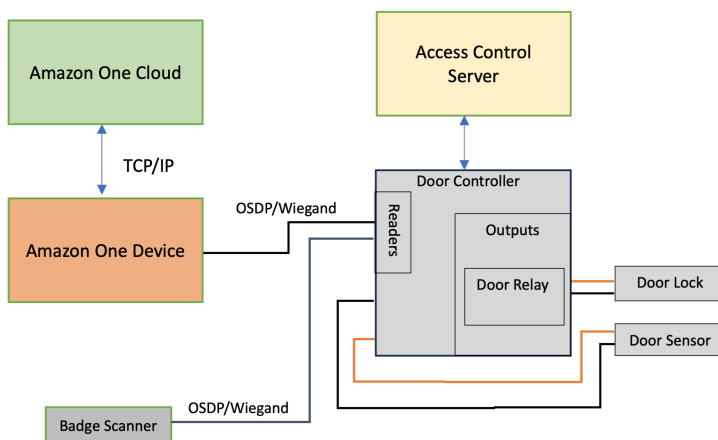 Amazon One Cloud
Access Control
Server
TCP/IP
Door Controller
OSDP/Wiegand
Readers
Outputs
Amazon One Device
Door Relay
Door Lock
Door Sensor
OSDP/Wiegand
Badge Scanner